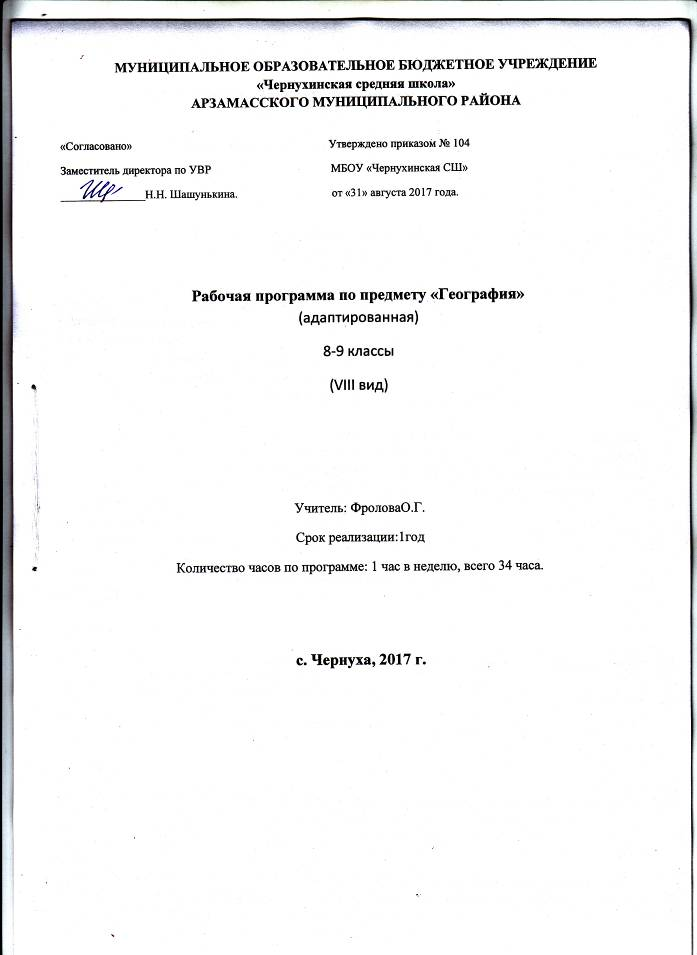 МУНИЦИПАЛЬНОЕ ОБРАЗОВАТЕЛЬНОЕ БЮДЖЕТНОЕ УЧРЕЖДЕНИЕ
«Чернухинская средняя школа»
АРЗАМАССКОГО МУНИЦИПАЛЬНОГО РАЙОНА
«Согласовано»
Заместитель директора по УВР
Н.Н. Шашунькина.
Утверждено приказом № 104
МБОУ «Чернухинская СШ»
от «31» августа 2017 года.
Рабочая программа по предмету «География»
(адаптированная)
8-9 классы
(VIII вид)
Учитель: ФроловаО.Г.
Срок реализации:1год
Количество часов по программе: 1 час в неделю, всего 34 часа.
с. Чернуха, 2017 г.